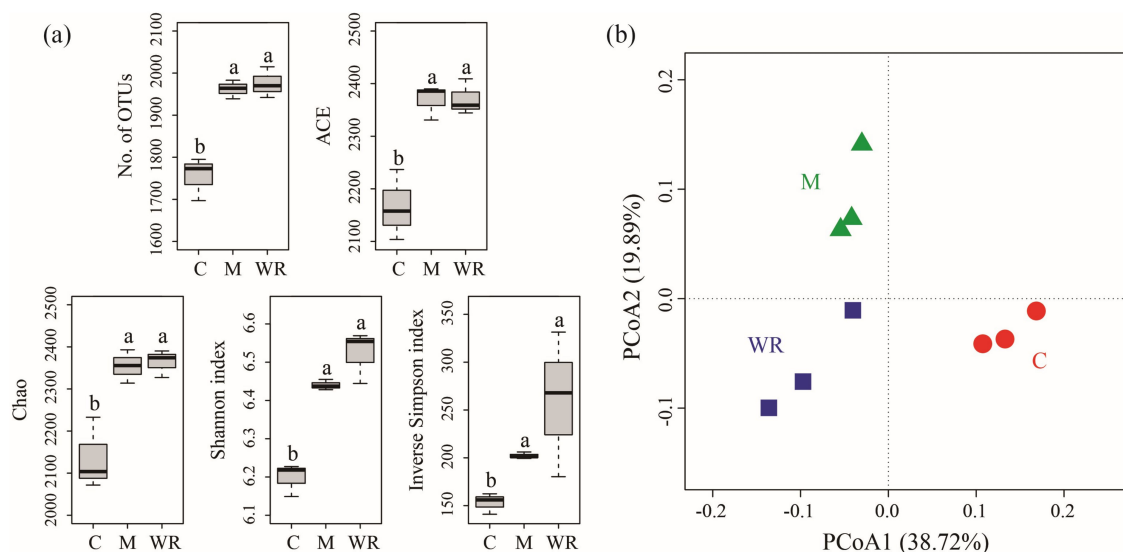 (a)
No. of OTUs
2100
2000
1900
1800
1700
1600
b
a
a
C M WR
ACE
2500
2400
2300
2200
2100
b
a
a
C M WR
Chao
2500
2400
2300
2200
2100
2000
b
a
a
C M WR
Shannon index
6.6
6.5
6.4
6.3
6.2
6.1
b
a
a
C M WR
Inverse Simpson index
350
300
250
200
150
b
a
a
C M WR
(b)
PCoA2 (19.89%)
0.2
0.1
0.0
-0.1
M
WR
C
-0.2 -0.1 0.0 0.1 0.2
PCoA1 (38.72%)